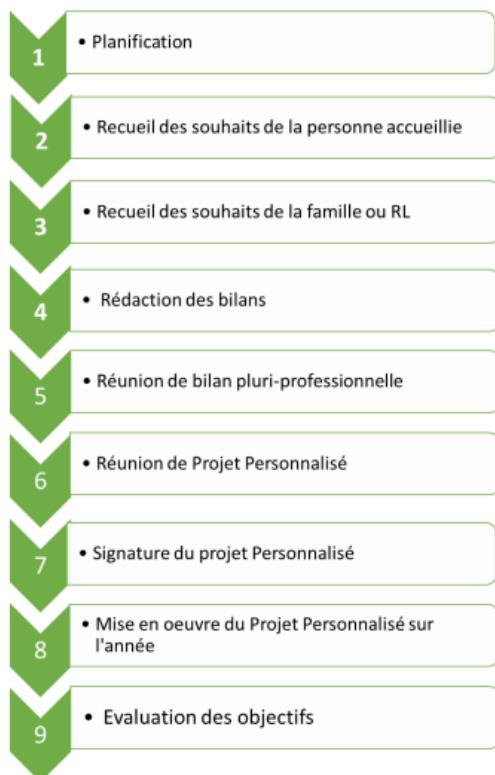 1
• Planification
2
• Recueil des souhaits de la personne accueillie
3
• Recueil des souhaits de la famille ou RL
4
• Rédaction des bilans
5
• Réunion de bilan pluri-professionnelle
6
• Réunion de Projet Personnalisé
7
• Signature du projet Personnalisé
8
• Mise en oeuvre du Projet Personnalisé sur
l'année
9
• Evaluation des objectifs